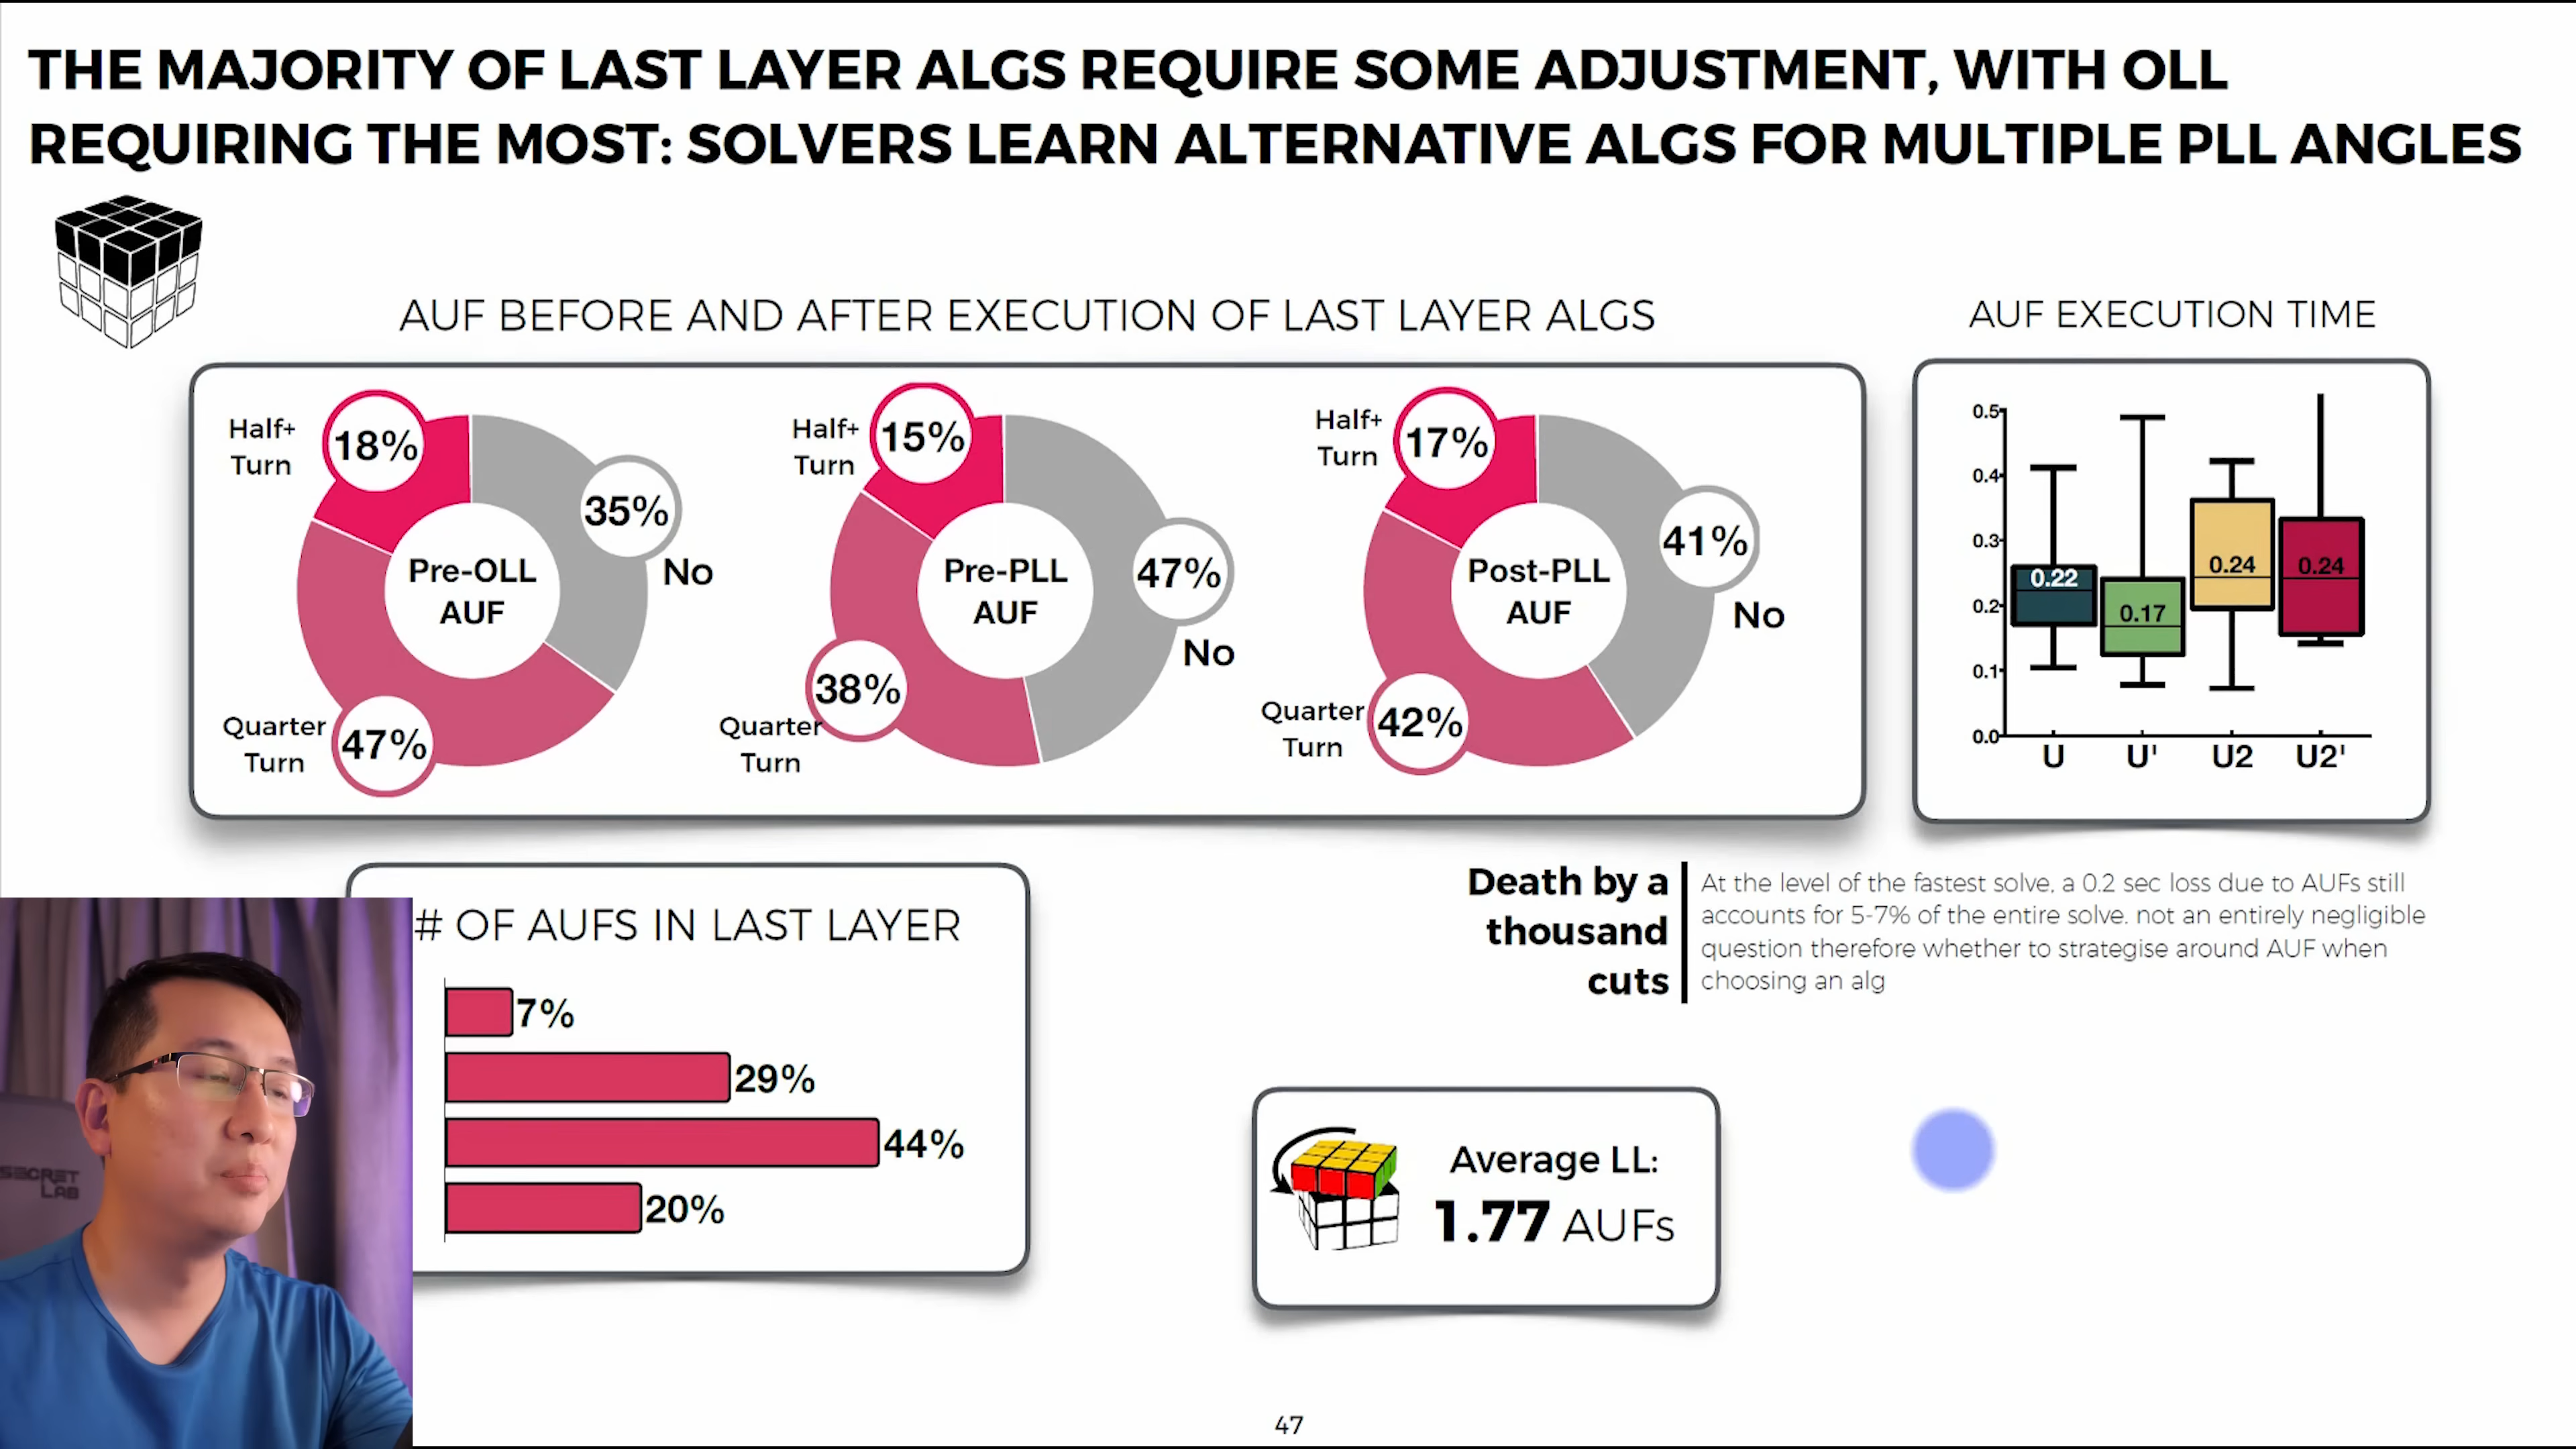 THE MAJORITY OF LAST LAYER ALGS REQUIRE SOME ADJUSTMENT, WITH OLL
REQUIRING THE MOST: SOLVERS LEARN ALTERNATIVE ALGS FOR MULTIPLE PLL ANGLES
AUF BEFORE AND AFTER EXECUTION OF LAST LAYER ALGS
Half+
Turn
18%
35%
No
Pre-OLL
AUF
Quarter
Turn
47%
Half+
Turn
15%
47%
No
Pre-PLL
AUF
38%
Quarter
Turn
Half+
Turn
17%
41%
No
Post-PLL
AUF
Quarter
Turn
42%
AUF EXECUTION TIME
0.5
0.4
0.3
0.2
0.1
0.0
0.22
0.17
0.24
0.24
U
U'
U2
U2'
# OF AUFS IN LAST LAYER
7%
29%
44%
20%
Death by a
thousand
cuts
At the level of the fastest solve, a 0.2 sec loss due to AUFs still
accounts for 5-7% of the entire solve. not an entirely negligible
question therefore whether to strategise around AUF when
choosing an alg
Average LL:
1.77 AUFs
SECRET
LAB
47